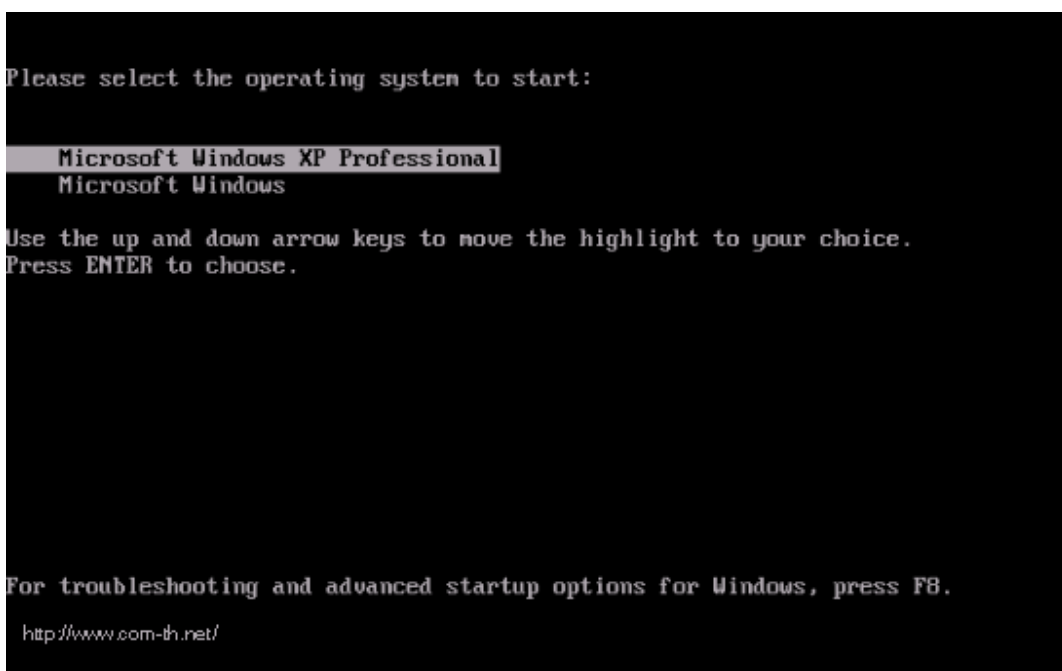 Please select the operating system to start:
Microsoft Windows XP Professional
Microsoft Windows
Use the up and down arrow keys to move the highlight to your choice.
Press ENTER to choose.
For troubleshooting and advanced startup options for Windows, press F8.
http://www.com-th.net/